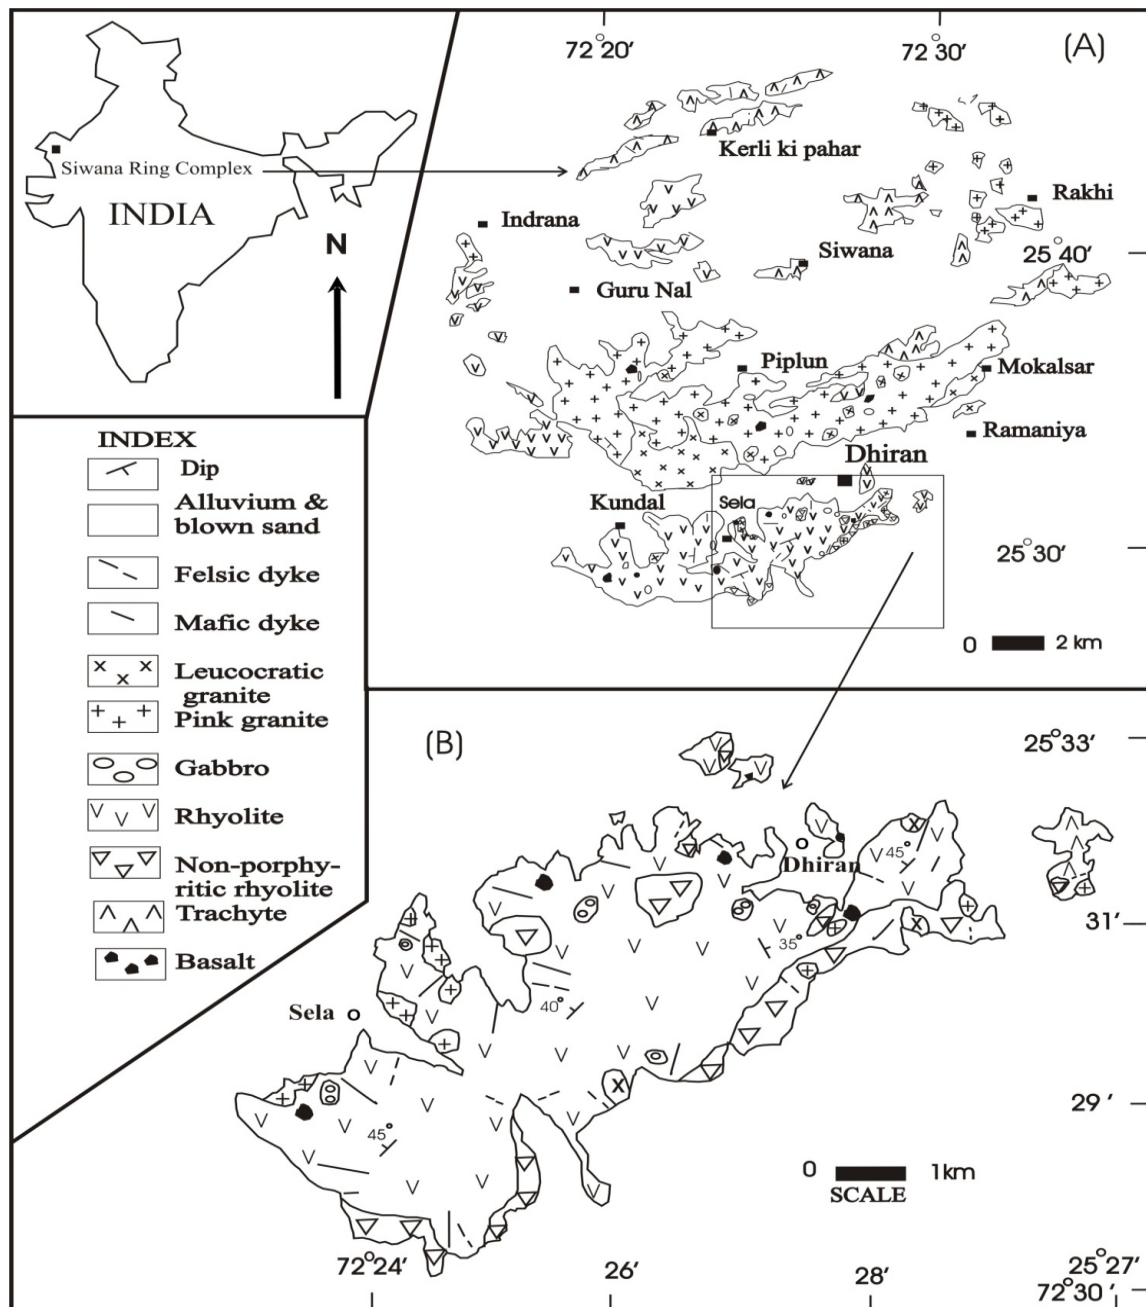 72°20'
72°30'
(A)
Kerli ki pahar
Siwana Ring Complex
INDIA
Rakhi
Indrana
N
Siwana
25°40'
Guru Nal
Piplun
Mokalsar
Ramaniya
Dhiran
Kundal
Sela
25°30'
0 2 km
INDEX
Dip
Alluvium &
blown sand
Felsic dyke
Mafic dyke
Leucocratic
granite
Pink granite
Gabbro
Rhyolite
Non-porphy-
ritic rhyolite
Trachyte
Basalt
(B)
25°33'
Dhiran
45°
31'
35°
40°
Sela
29'
45°
0 1km
SCALE
72°24'
26'
28'
25°27'
72°30'